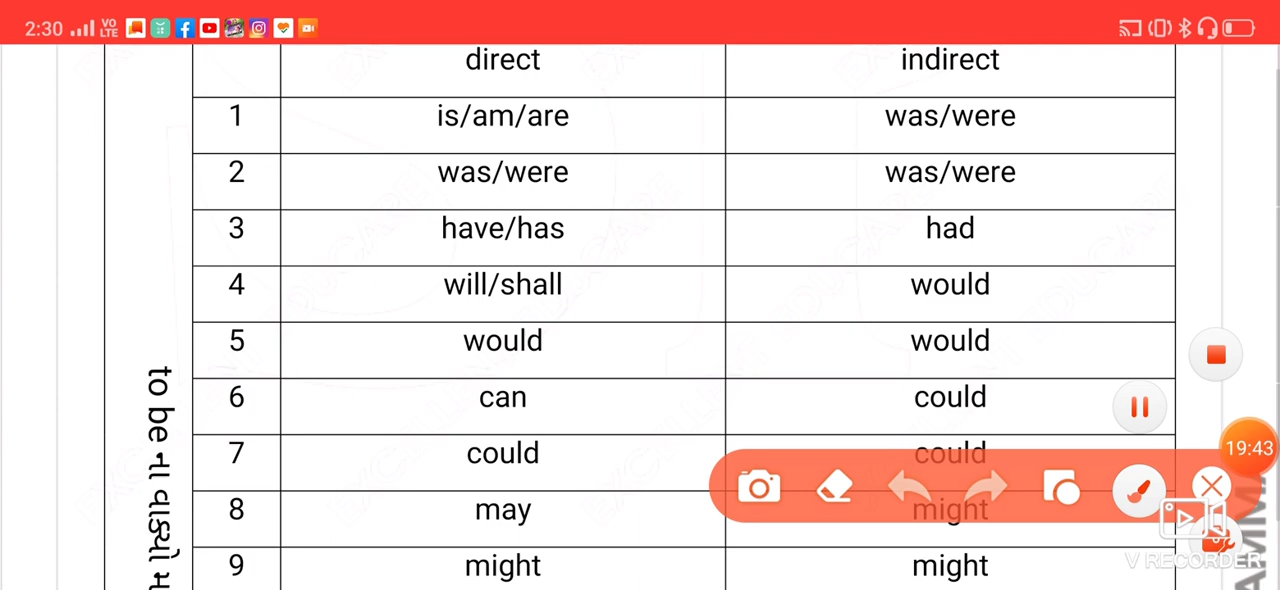 2:30 VO LTE
direct indirect
1 is/am/are was/were
2 was/were was/were
3 have/has had
4 will/shall would
5 would would
6 can could
7 could could
8 may might
9 might might
to be ના વાક્યો
19:43
V RECORDER